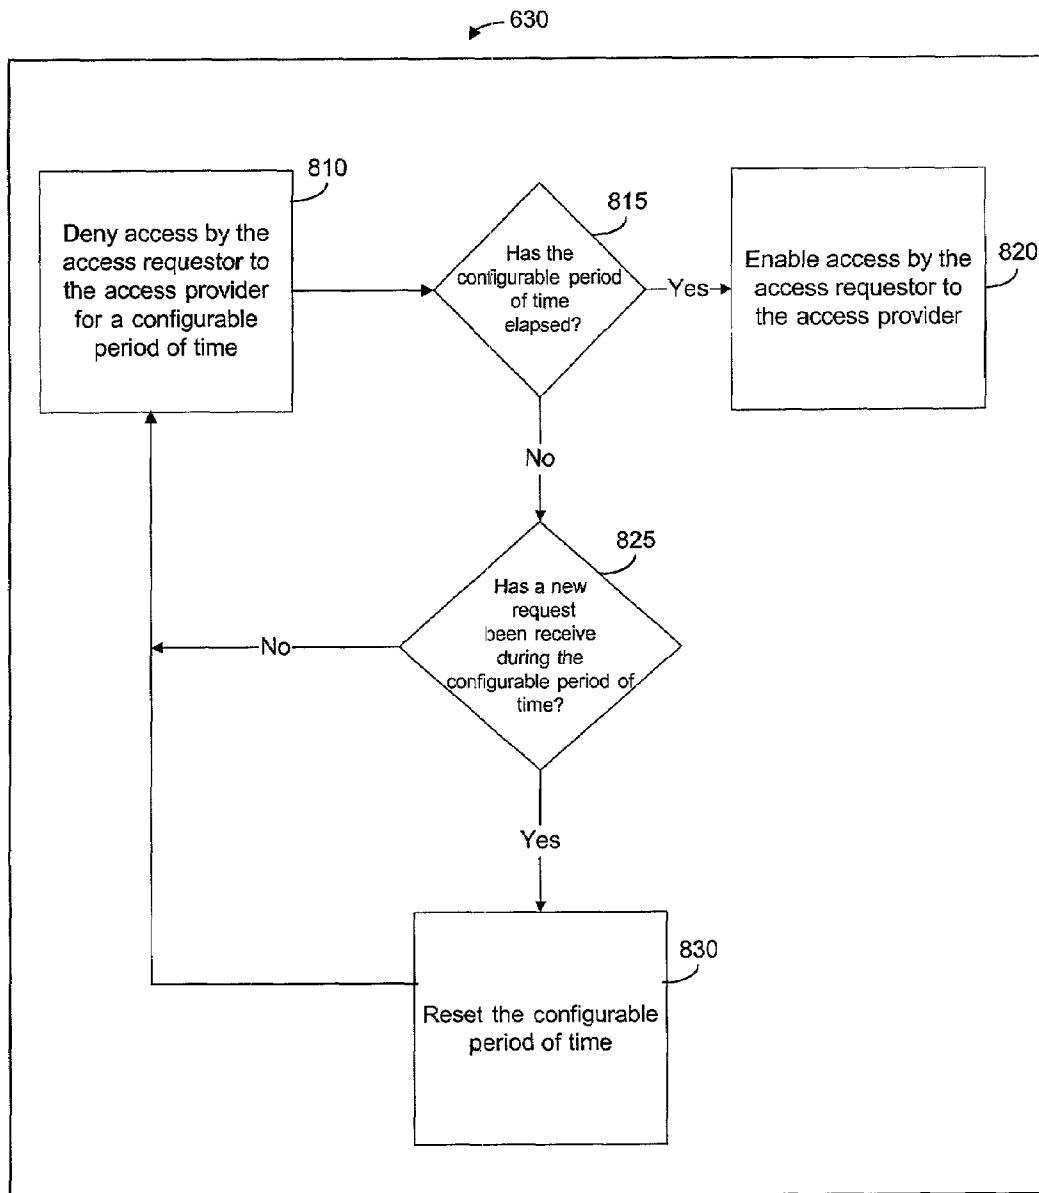 630
810
Deny access by the
access requestor to
the access provider
for a configurable
period of time
815
Has the
configurable period
of time
elapsed?
Yes
820
Enable access by the
access requestor to
the access provider
No
825
Has a new
request
been receive
during the
configurable period of
time?
No
Yes
830
Reset the configurable
period of time